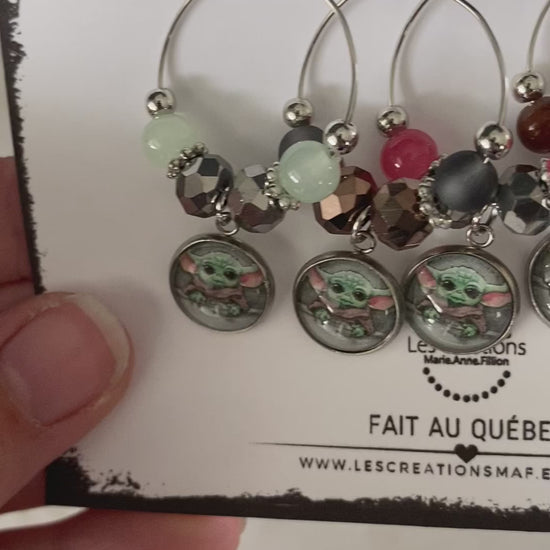 Les Créations
Marie.Anne.Fillion
FAIT AU QUÉBE
WWW.LESCREATIONSMAF.E